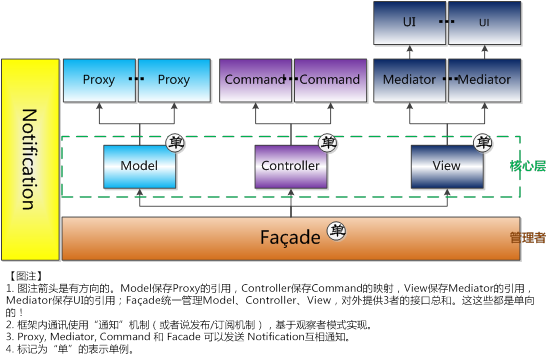 UI ··· UI
Proxy ··· Proxy
Command ··· Command
Mediator ··· Mediator
Notification
单 单 单
Model
Controller
View
核心层
Façade 单
管理者
【图注】
1. 图注箭头是有方向的。Model保存Proxy的引用，Controller保存Command的映射，View保存Mediator的引用，
Mediator保存UI的引用；Façade统一管理Model、Controller、View，对外提供3者的接口总和。这这些都是单向
的！
2. 框架内通讯使用“通知”机制（或者说发布/订阅机制），基于观察者模式实现。
3. Proxy, Mediator, Command 和 Facade 可以发送 Notification互相通知。
4. 标记为“单”的表示单例。